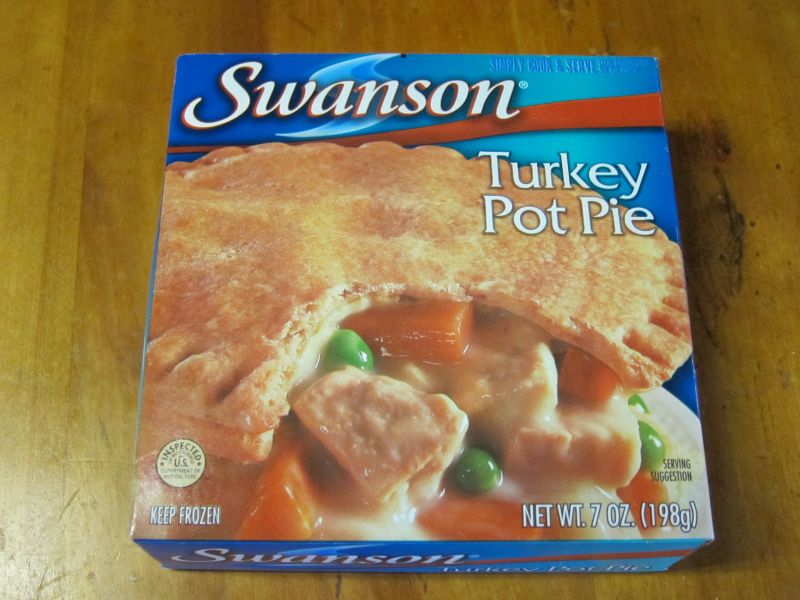 SIMPLY COOK & SERVE
Swanson®
Turkey
Pot Pie
INSPECTED
U.S.
DEPARTMENT OF
AGRICULTURE
SERVING
SUGGESTION
KEEP FROZEN
NET WT. 7 OZ. (198g)
Swanson
Turkey Pot Pie